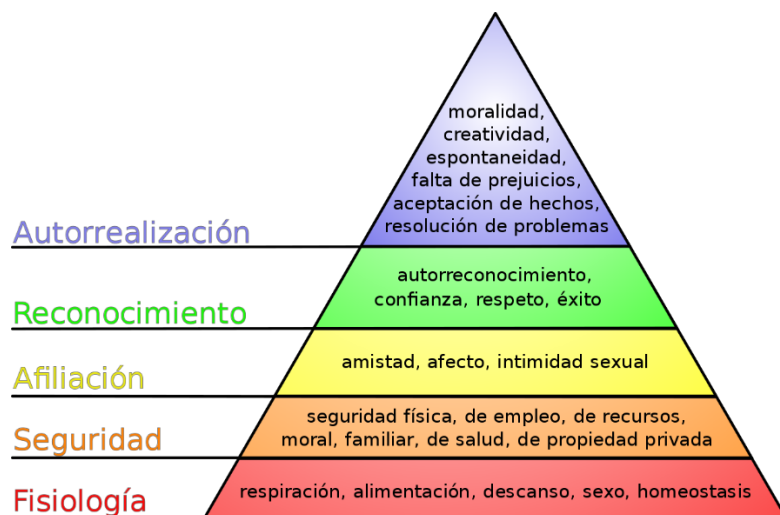 moralidad,
creatividad,
espontaneidad,
falta de prejuicios,
aceptación de hechos,
resolución de problemas
Autorrealización
autorreconocimiento,
confianza, respeto, éxito
Reconocimiento
amistad, afecto, intimidad sexual
Afiliación
seguridad física, de empleo, de recursos,
moral, familiar, de salud, de propiedad privada
Seguridad
respiración, alimentación, descanso, sexo, homeostasis
Fisiología